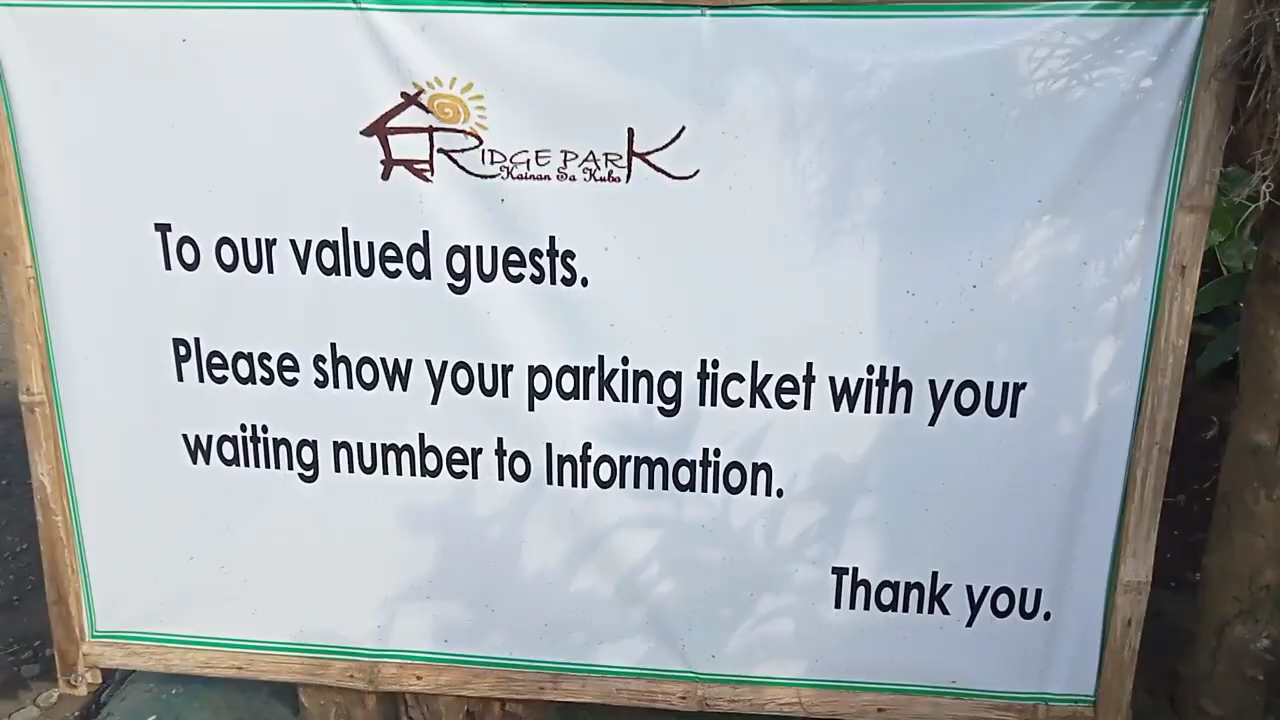 RIDGE PARK
Kainan Sa Kubo
To our valued guests.
Please show your parking ticket with your
waiting number to Information.
Thank you.